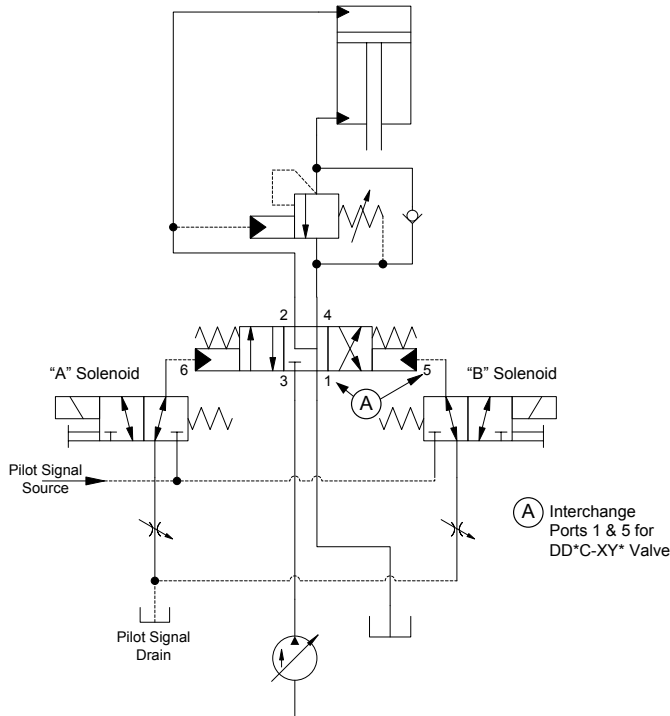 2 4
6 3 1 5
"A" Solenoid
A
"B" Solenoid
Pilot Signal
Source
A Interchange
Ports 1 & 5 for
DD*C-XY* Valve
Pilot Signal
Drain